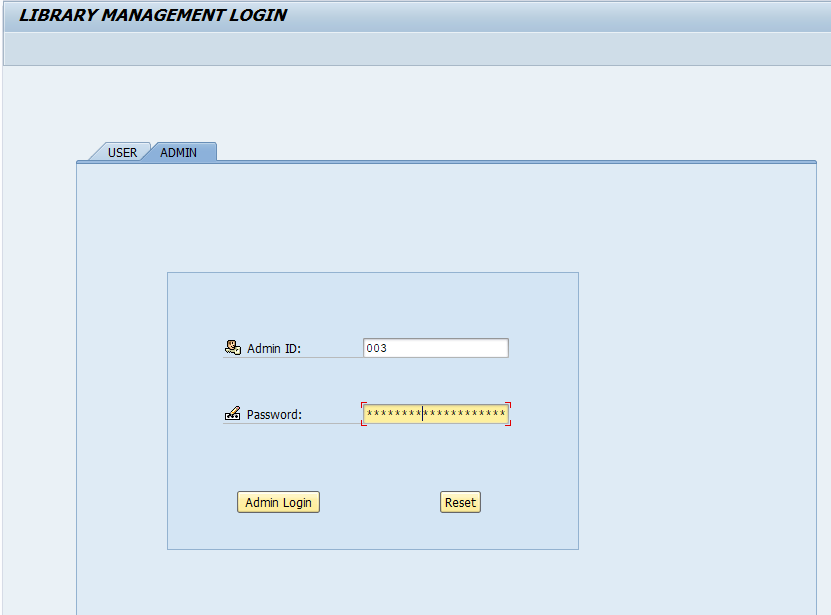 LIBRARY MANAGEMENT LOGIN
USER ADMIN
Admin ID: 003
Password: ********************
Admin Login Reset